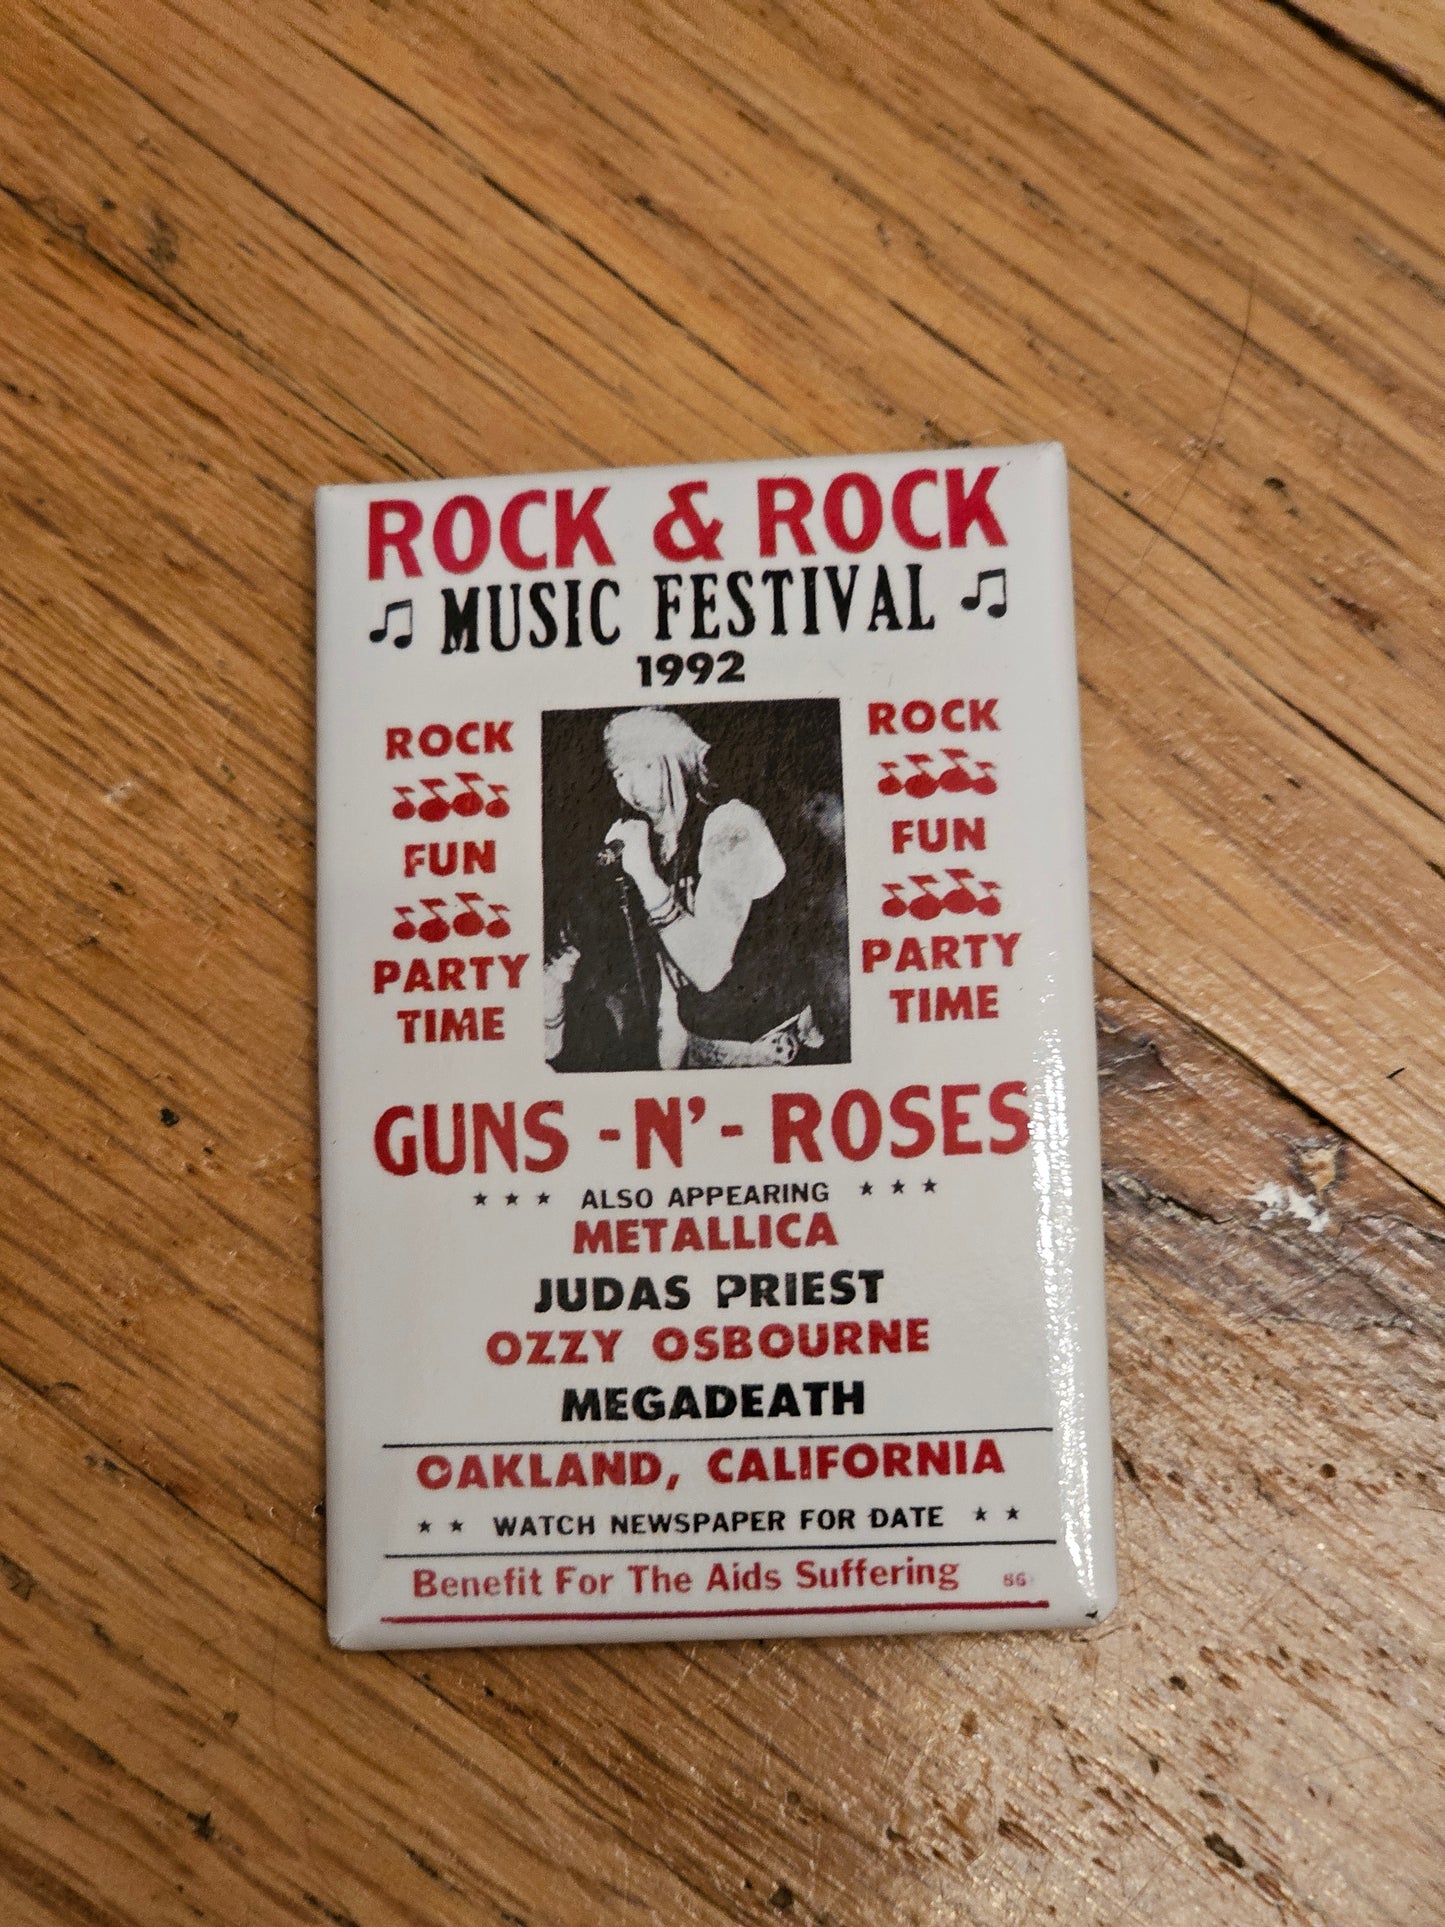 ROCK & ROCK
♫ MUSIC FESTIVAL ♫
1992
ROCK
FUN
PARTY
TIME
ROCK
FUN
PARTY
TIME
GUNS -N'- ROSES
★ ★ ★ ALSO APPEARING ★ ★ ★
METALLICA
JUDAS PRIEST
OZZY OSBOURNE
MEGADEATH
OAKLAND, CALIFORNIA
★ ★ WATCH NEWSPAPER FOR DATE ★ ★
Benefit For The Aids Suffering 86